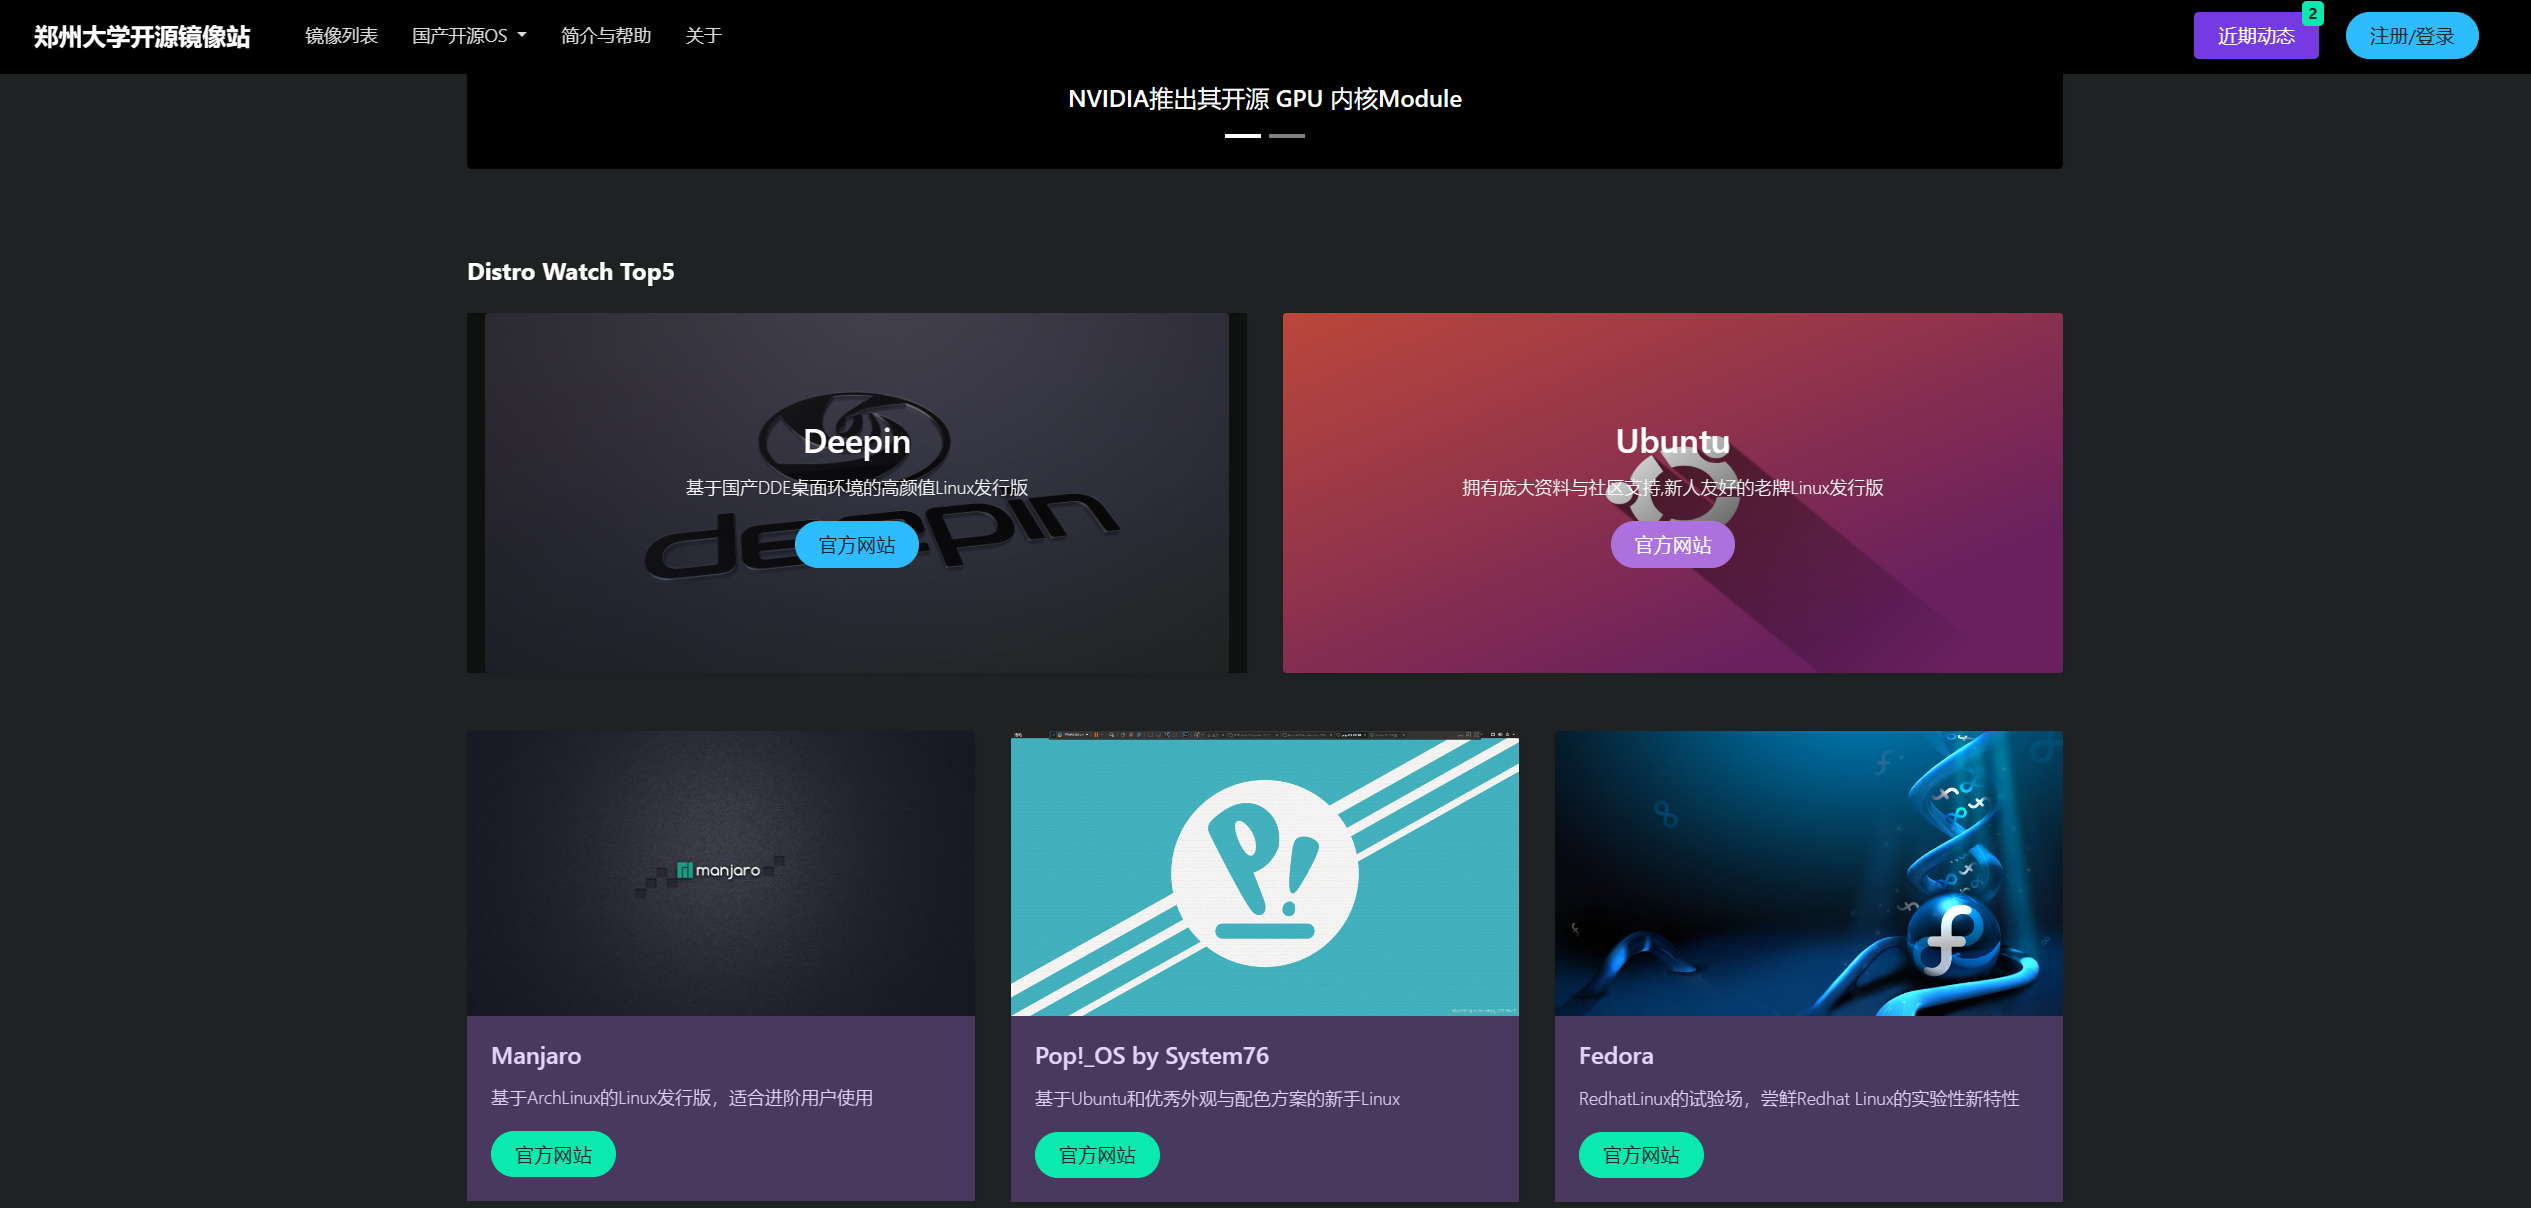 郑州大学开源镜像站
镜像列表
国产开源OS
简介与帮助
关于
近期动态
2
注册/登录
NVIDIA推出其开源 GPU 内核Module
Distro Watch Top5
deepin
Deepin
基于国产DDE桌面环境的高颜值Linux发行版
官方网站
Ubuntu
拥有庞大资料与社区支持,新人友好的老牌Linux发行版
官方网站
manjaro
Manjaro
基于ArchLinux的Linux发行版，适合进阶用户使用
官方网站
P!
Pop!_OS by System76
基于Ubuntu和优秀外观与配色方案的新手Linux
官方网站
Fedora
RedhatLinux的试验场，尝鲜Redhat Linux的实验性新特性
官方网站